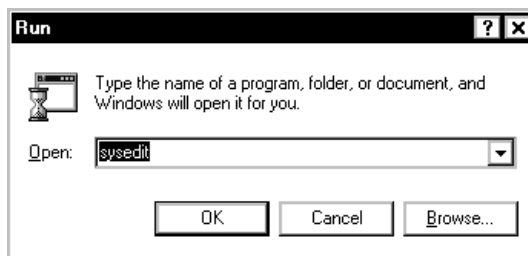 Run
Type the name of a program, folder, or document, and
Windows will open it for you.
Open: sysedit
OK Cancel Browse...